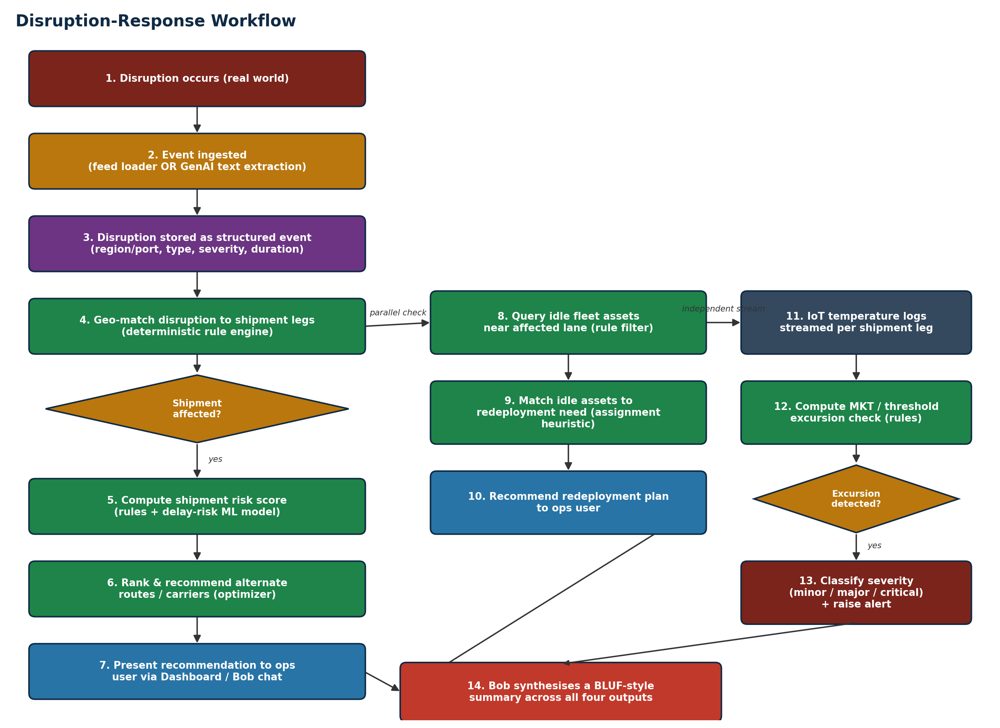 Disruption-Response Workflow
1. Disruption occurs (real world)
2. Event ingested
(feed loader OR GenAI text extraction)
3. Disruption stored as structured event
(region/port, type, severity, duration)
4. Geo-match disruption to shipment legs
(deterministic rule engine)
parallel check
8. Query idle fleet assets
near affected lane (rule filter)
independent stream
11. IoT temperature logs
streamed per shipment leg
Shipment
affected?
yes
9. Match idle assets to
redeployment need (assignment
heuristic)
12. Compute MKT / threshold
excursion check (rules)
5. Compute shipment risk score
(rules + delay-risk ML model)
10. Recommend redeployment plan
to ops user
Excursion
detected?
yes
6. Rank & recommend alternate
routes / carriers (optimizer)
13. Classify severity
(minor / major / critical)
+ raise alert
7. Present recommendation to ops
user via Dashboard / Bob chat
14. Bob synthesises a BLUF-style
summary across all four outputs